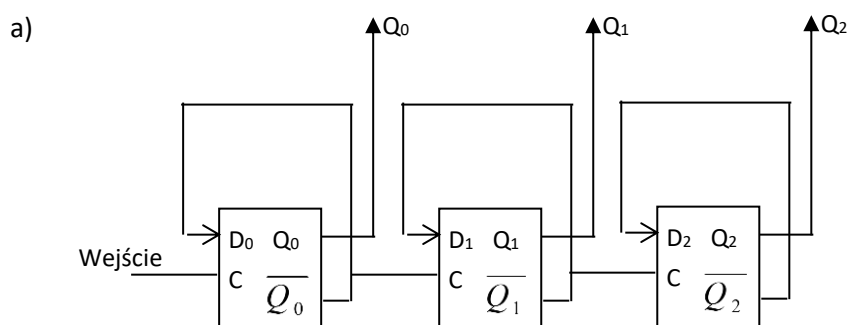 a)
Q₀ Q₁ Q₂
D₀ Q₀ D₁ Q₁ D₂ Q₂
Wejście
C Q̅₀ C Q̅₁ C Q̅₂